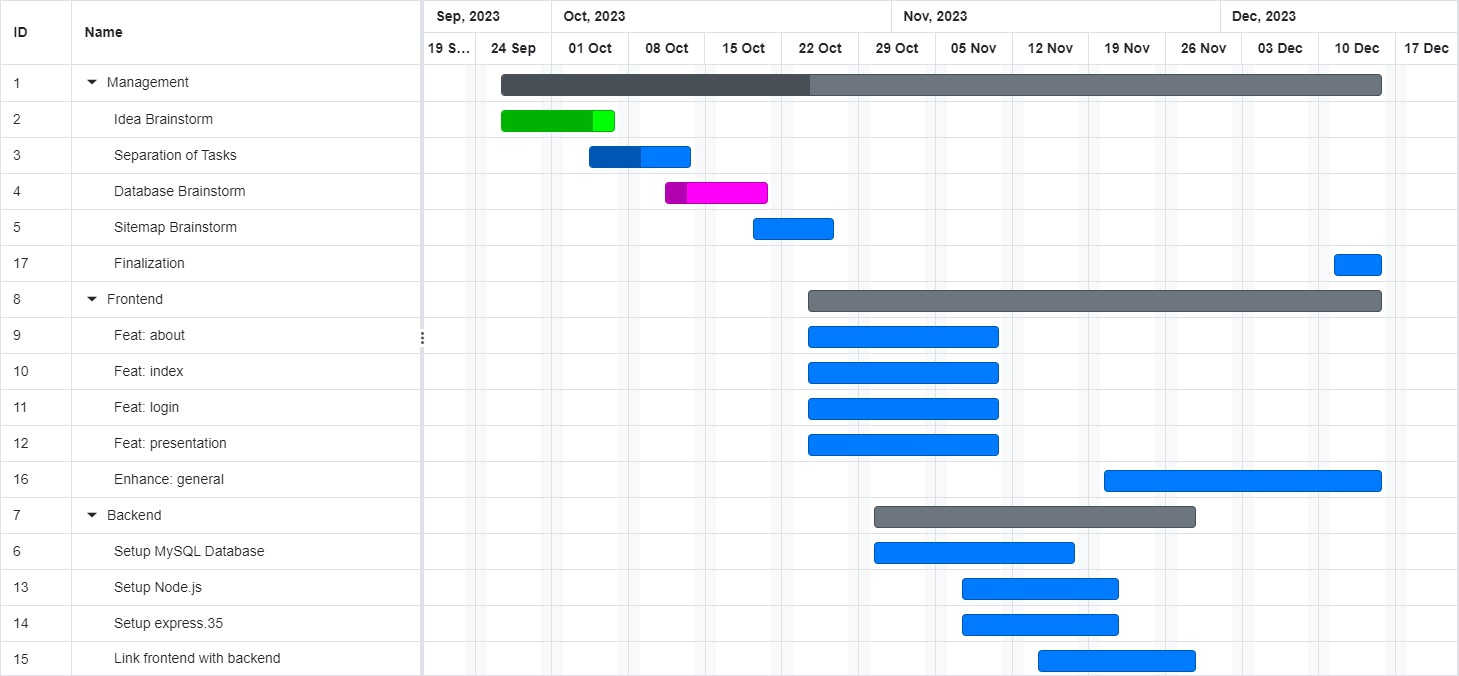 ID Name Sep, 2023 Oct, 2023 Nov, 2023 Dec, 2023
19 S... 24 Sep 01 Oct 08 Oct 15 Oct 22 Oct 29 Oct 05 Nov 12 Nov 19 Nov 26 Nov 03 Dec 10 Dec 17 Dec
1 Management
2 Idea Brainstorm
3 Separation of Tasks
4 Database Brainstorm
5 Sitemap Brainstorm
17 Finalization
8 Frontend
9 Feat: about
10 Feat: index
11 Feat: login
12 Feat: presentation
16 Enhance: general
7 Backend
6 Setup MySQL Database
13 Setup Node.js
14 Setup express.35
15 Link frontend with backend